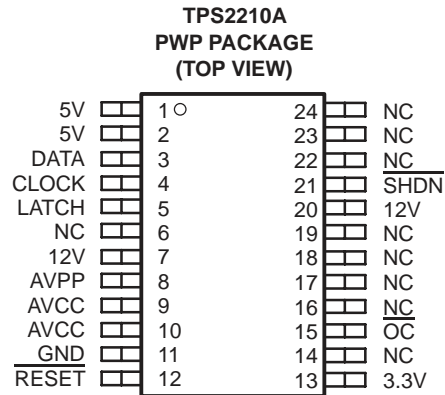 TPS2210A
PWP PACKAGE
(TOP VIEW)
5V 1 24 NC
5V 2 23 NC
DATA 3 22 NC
CLOCK 4 21 SHDN
LATCH 5 20 12V
NC 6 19 NC
12V 7 18 NC
AVPP 8 17 NC
AVCC 9 16 NC
AVCC 10 15 OC
GND 11 14 NC
RESET 12 13 3.3V